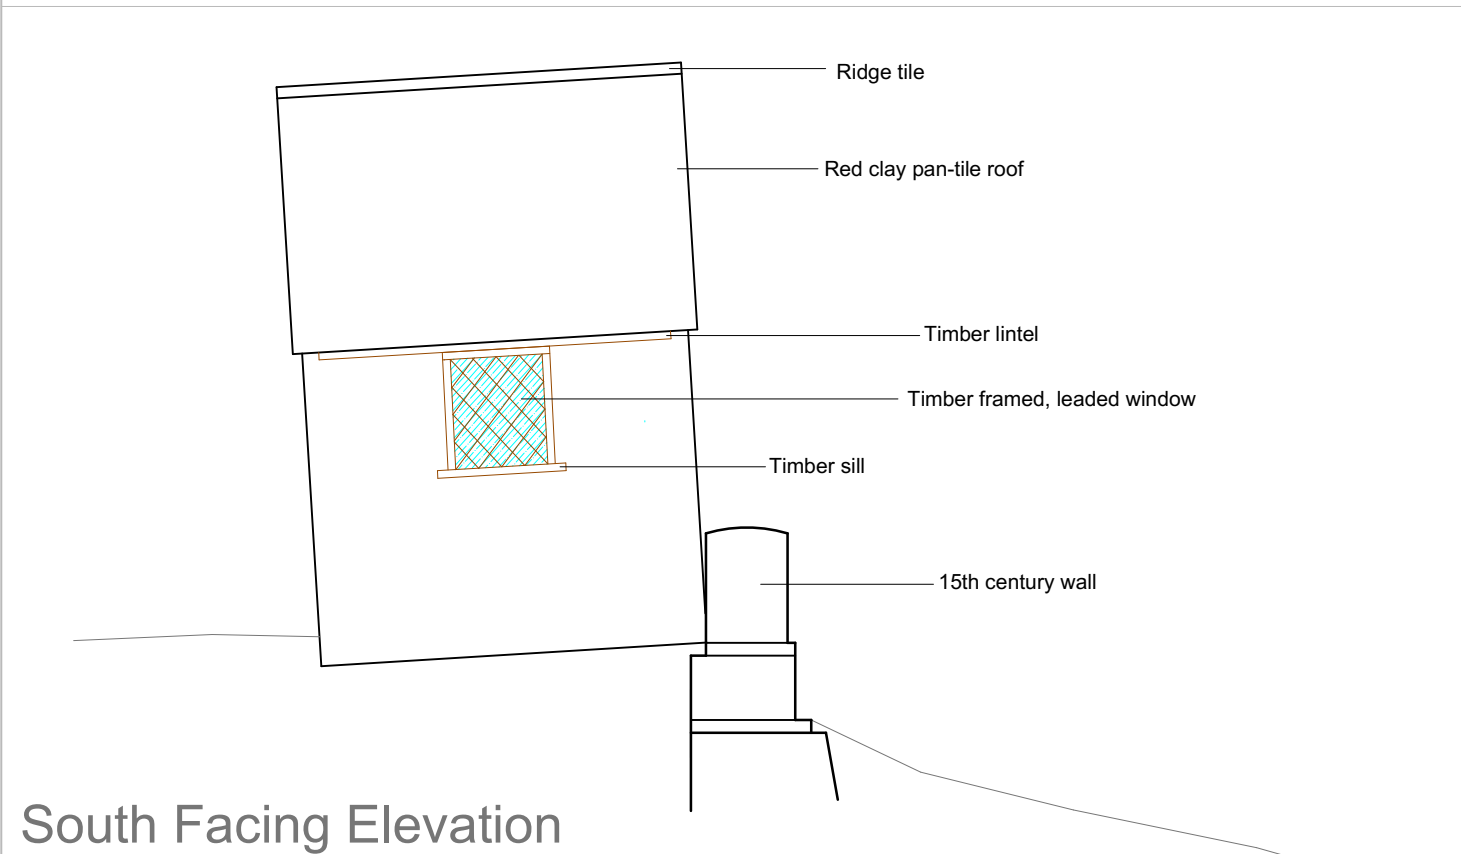 Ridge tile
Red clay pan-tile roof
Timber lintel
Timber framed, leaded window
Timber sill
15th century wall
South Facing Elevation